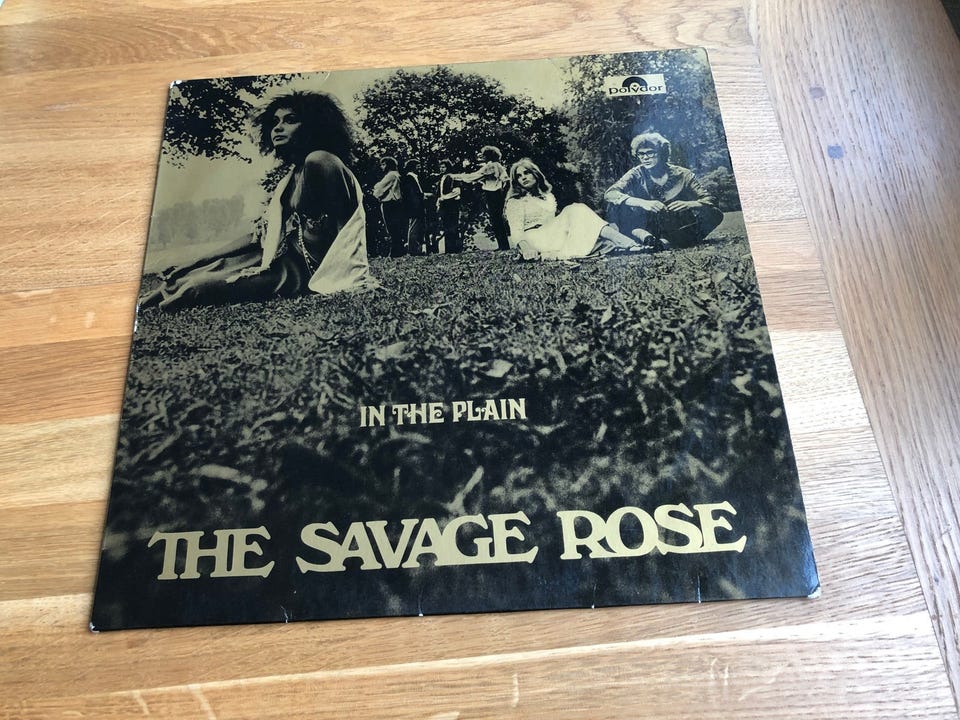 Polydor
IN THE PLAIN
THE SAVAGE ROSE